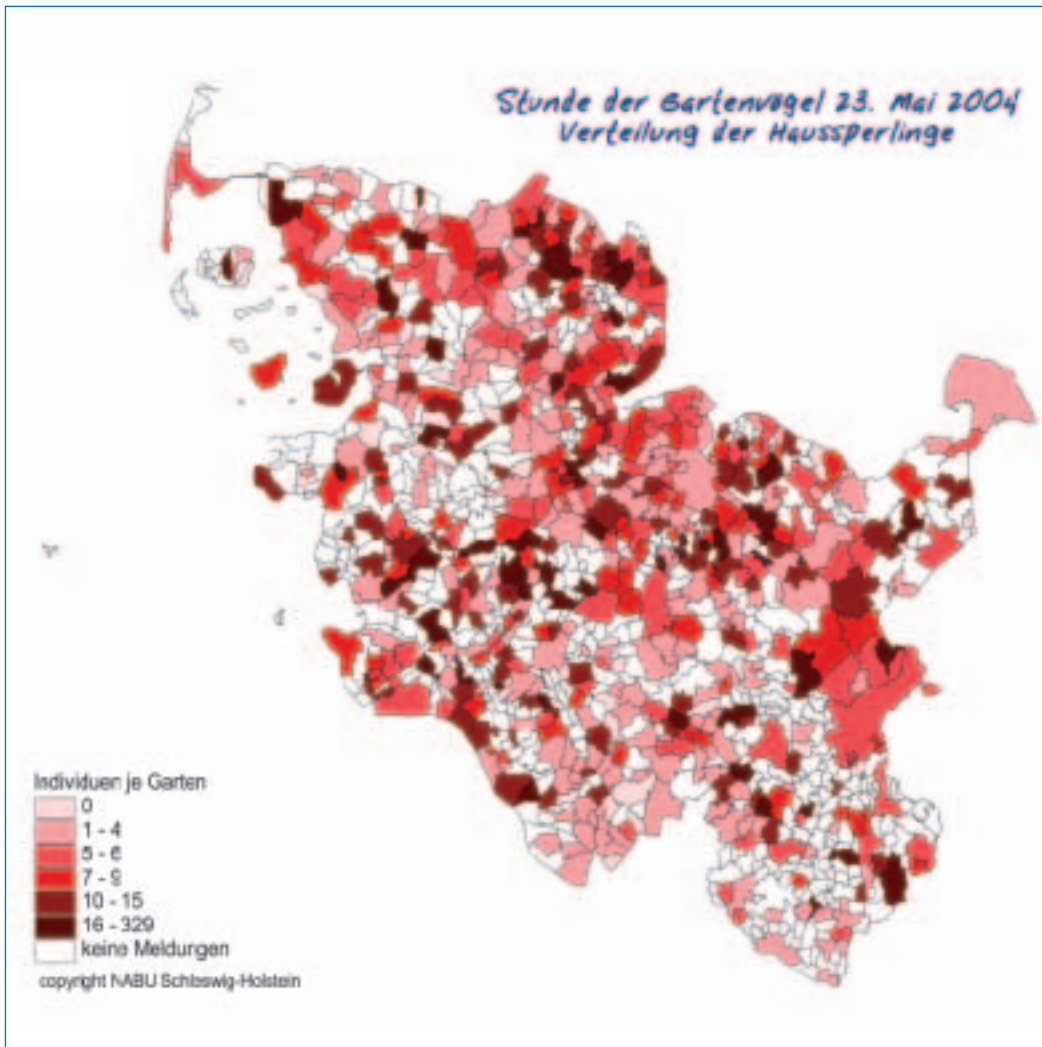 Stunde der Gartenvögel 23. Mai 2004
Verteilung der Haussperlinge
Individuen je Garten
0
1 - 4
5 - 6
7 - 9
10 - 15
16 - 329
keine Meldungen
copyright NABU Schleswig-Holstein